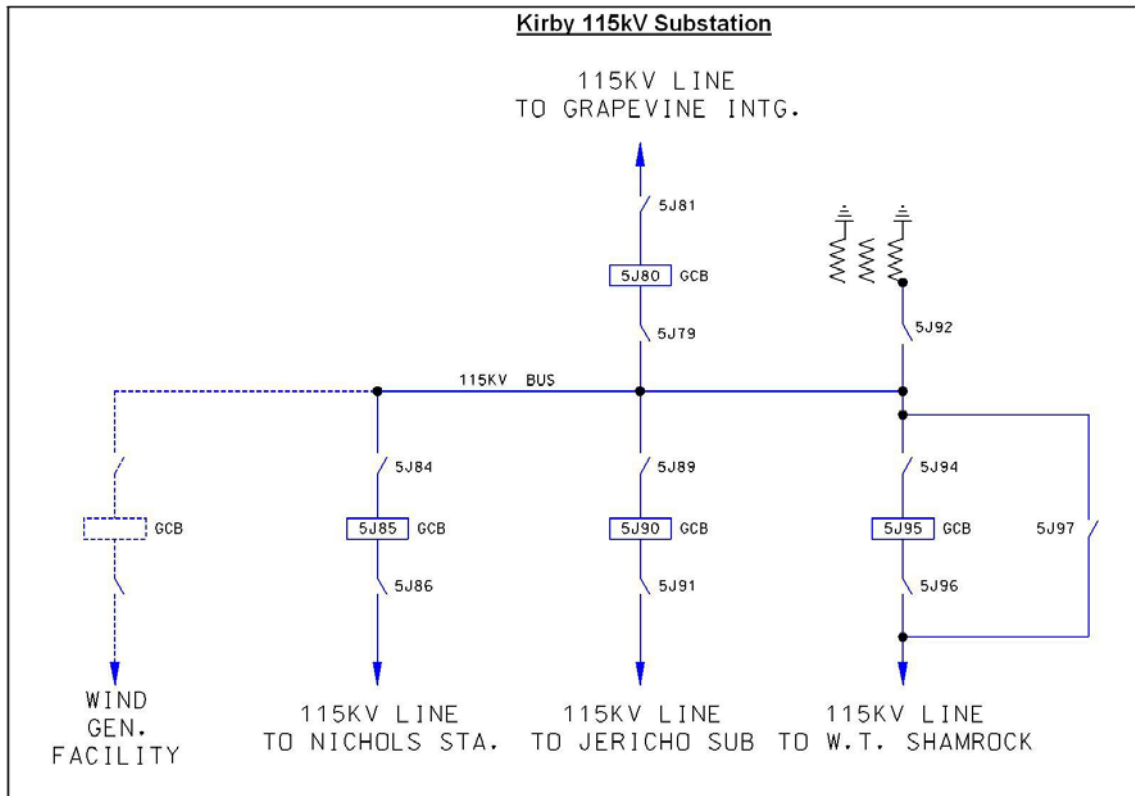 Kirby 115kV Substation
115KV LINE
TO GRAPEVINE INTG.
5J81
5J80 GCB
5J79
5J92
115KV BUS
5J84
5J89
5J94
GCB
5J85 GCB
5J90 GCB
5J95 GCB
5J97
5J86
5J91
5J96
WIND
GEN.
FACILITY
115KV LINE
TO NICHOLS STA.
115KV LINE
TO JERICHO SUB
115KV LINE
TO W.T. SHAMROCK